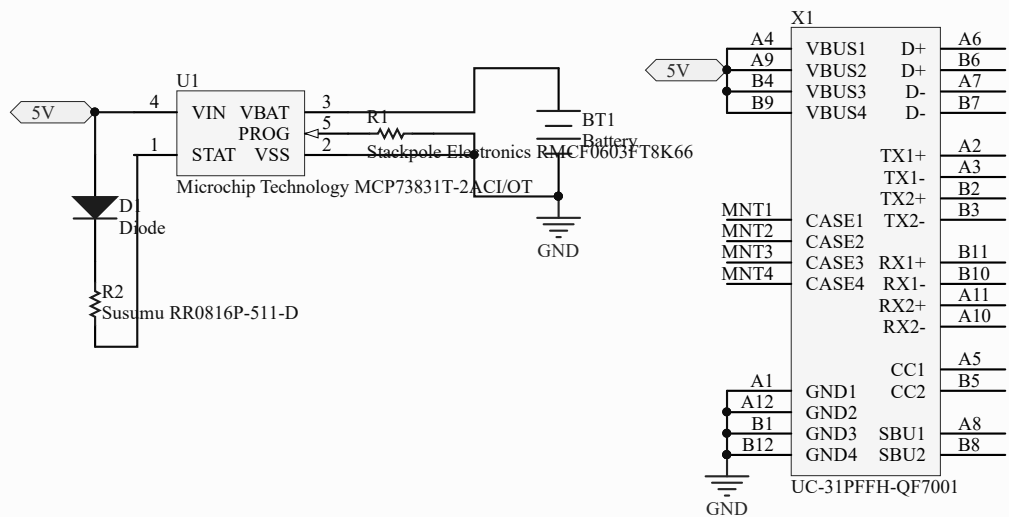 X1
A4 VBUS1 D+ A6
5V A9 VBUS2 D+ B6
B4 VBUS3 D- A7
B9 VBUS4 D- B7
TX1+ A2
TX1- A3
TX2+ B2
MNT1 CASE1 TX2- B3
MNT2 CASE2
MNT3 CASE3 RX1+ B11
MNT4 CASE4 RX1- B10
RX2+ A11
RX2- A10
CC1 A5
A1 GND1 CC2 B5
A12 GND2
B1 GND3 SBU1 A8
B12 GND4 SBU2 B8
GND
UC-31PFFH-QF7001
U1
5V 4 VIN VBAT 3
PROG 5 R1
1 STAT VSS 2
Stackpole Electronics RMCF0603FT8K66
Microchip Technology MCP73831T-2ACI/OT
BT1
Battery
GND
D1
Diode
R2
Susumu RR0816P-511-D